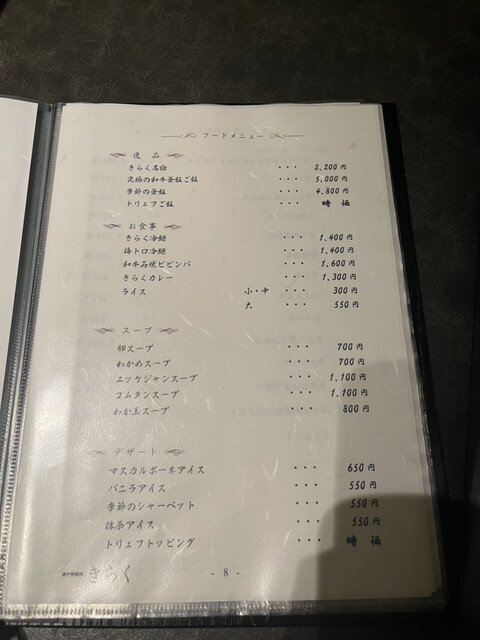 フードメニュー
逸品
きらく名物 ・・・ 2,200円
究極の和牛釜飯ご飯 ・・・ 5,000円
季節の釜飯 ・・・ 4,800円
トリュフご飯 ・・・ 時価
お食事
きらく冷麺 ・・・ 1,400円
梅トロ冷麺 ・・・ 1,400円
和牛石焼ビビンバ ・・・ 1,600円
きらくカレー ・・・ 1,300円
ライス 小・中 ・・・ 300円
大 ・・・ 550円
スープ
卵スープ ・・・ 700円
わかめスープ ・・・ 700円
ユッケジャンスープ ・・・ 1,100円
コムタンスープ ・・・ 1,100円
わか玉スープ ・・・ 800円
デザート
マスカルポーネアイス ・・・ 650円
バニラアイス ・・・ 550円
季節のシャーベット ・・・ 550円
抹茶アイス ・・・ 550円
トリュフトッピング ・・・ 時価
きらく
- 8 -